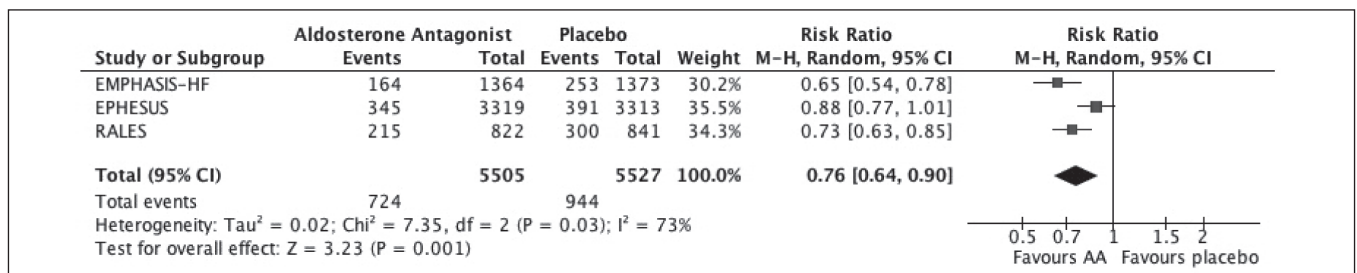 Aldosterone Antagonist Placebo Risk Ratio Risk Ratio
Study or Subgroup Events Total Events Total Weight M-H, Random, 95% CI M-H, Random, 95% CI
EMPHASIS-HF 164 1364 253 1373 30.2% 0.65 [0.54, 0.78]
EPHESUS 345 3319 391 3313 35.5% 0.88 [0.77, 1.01]
RALES 215 822 300 841 34.3% 0.73 [0.63, 0.85]
Total (95% CI) 5505 5527 100.0% 0.76 [0.64, 0.90]
Total events 724 944
Heterogeneity: Tau² = 0.02; Chi² = 7.35, df = 2 (P = 0.03); I² = 73%
Test for overall effect: Z = 3.23 (P = 0.001)
0.5 0.7 1 1.5 2
Favours AA Favours placebo